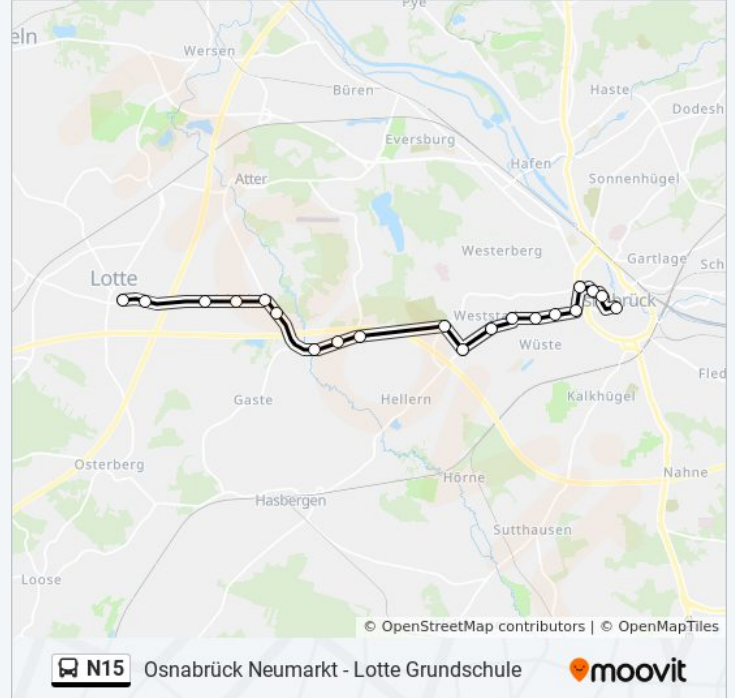 Pye
eln
Wersen
Büren
Haste
Dodesh
Eversburg
Hafen
Atter
Sonnenhügel
Westerberg
Gartlage
Sch
Lotte
Wüste
Fled
Gaste
Hellern
Kalkhügel
Osterberg
Hörne
Nahne
Hasbergen
Sutthausen
Loose
© OpenStreetMap contributors | © OpenMapTiles
N15 Osnabrück Neumarkt - Lotte Grundschule moovit